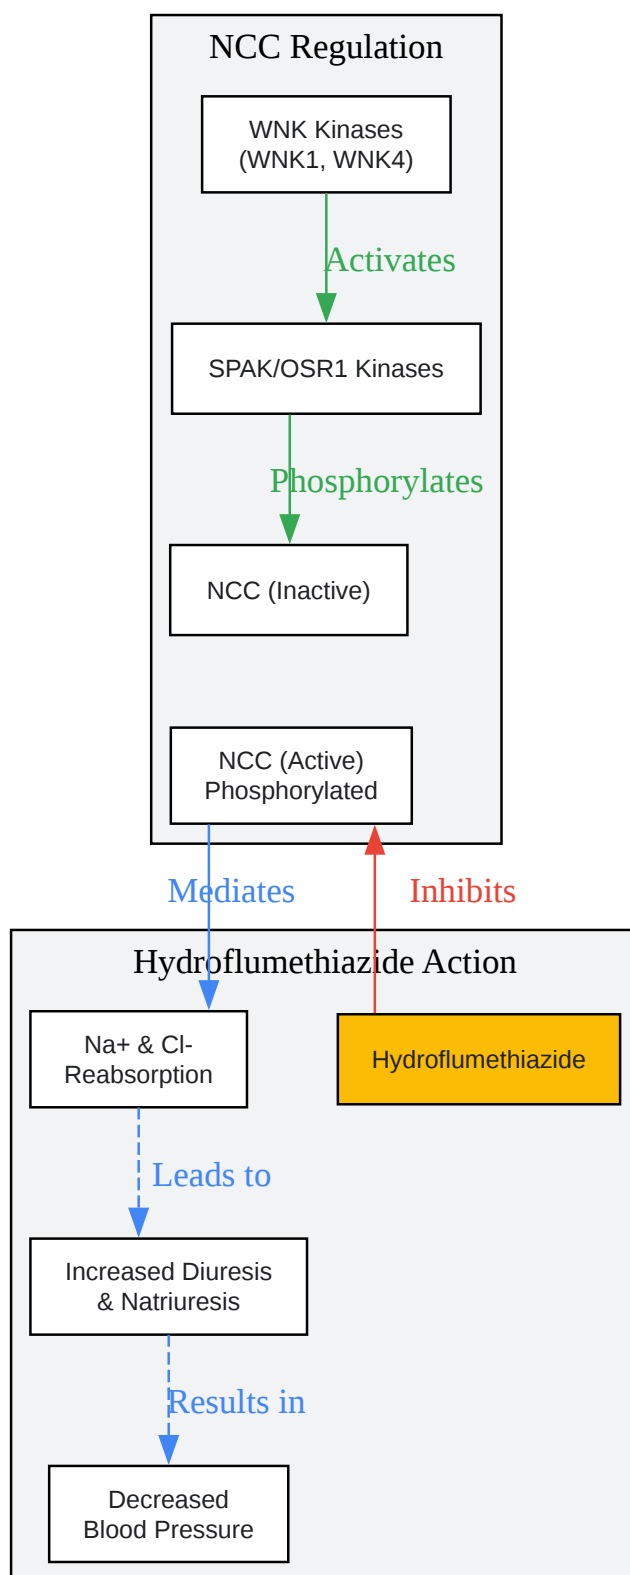 NCC Regulation
WNK Kinases
(WNK1, WNK4)
Activates
SPAK/OSR1 Kinases
Phosphorylates
NCC (Inactive)
NCC (Active)
Phosphorylated
Mediates
Inhibits
Hydroflumethiazide Action
Na+ & Cl-
Reabsorption
Hydroflumethiazide
Leads to
Increased Diuresis
& Natriuresis
Results in
Decreased
Blood Pressure